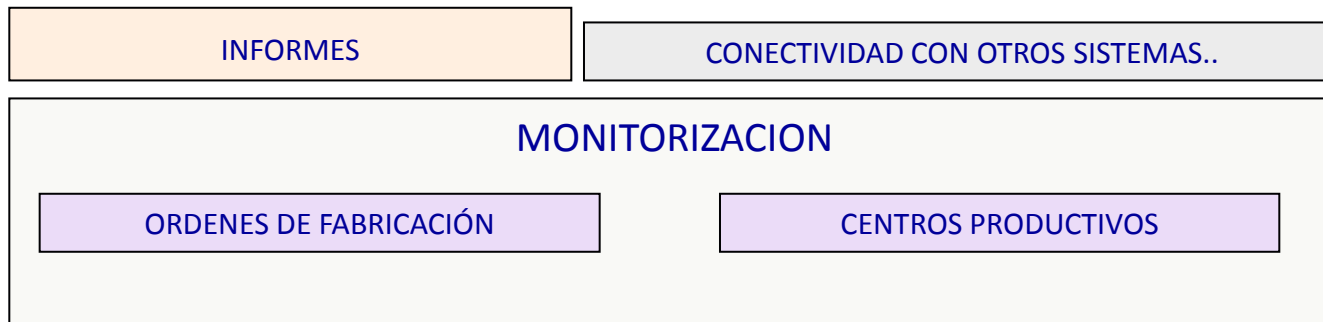 INFORMES
CONECTIVIDAD CON OTROS SISTEMAS..
MONITORIZACION
ORDENES DE FABRICACIÓN
CENTROS PRODUCTIVOS